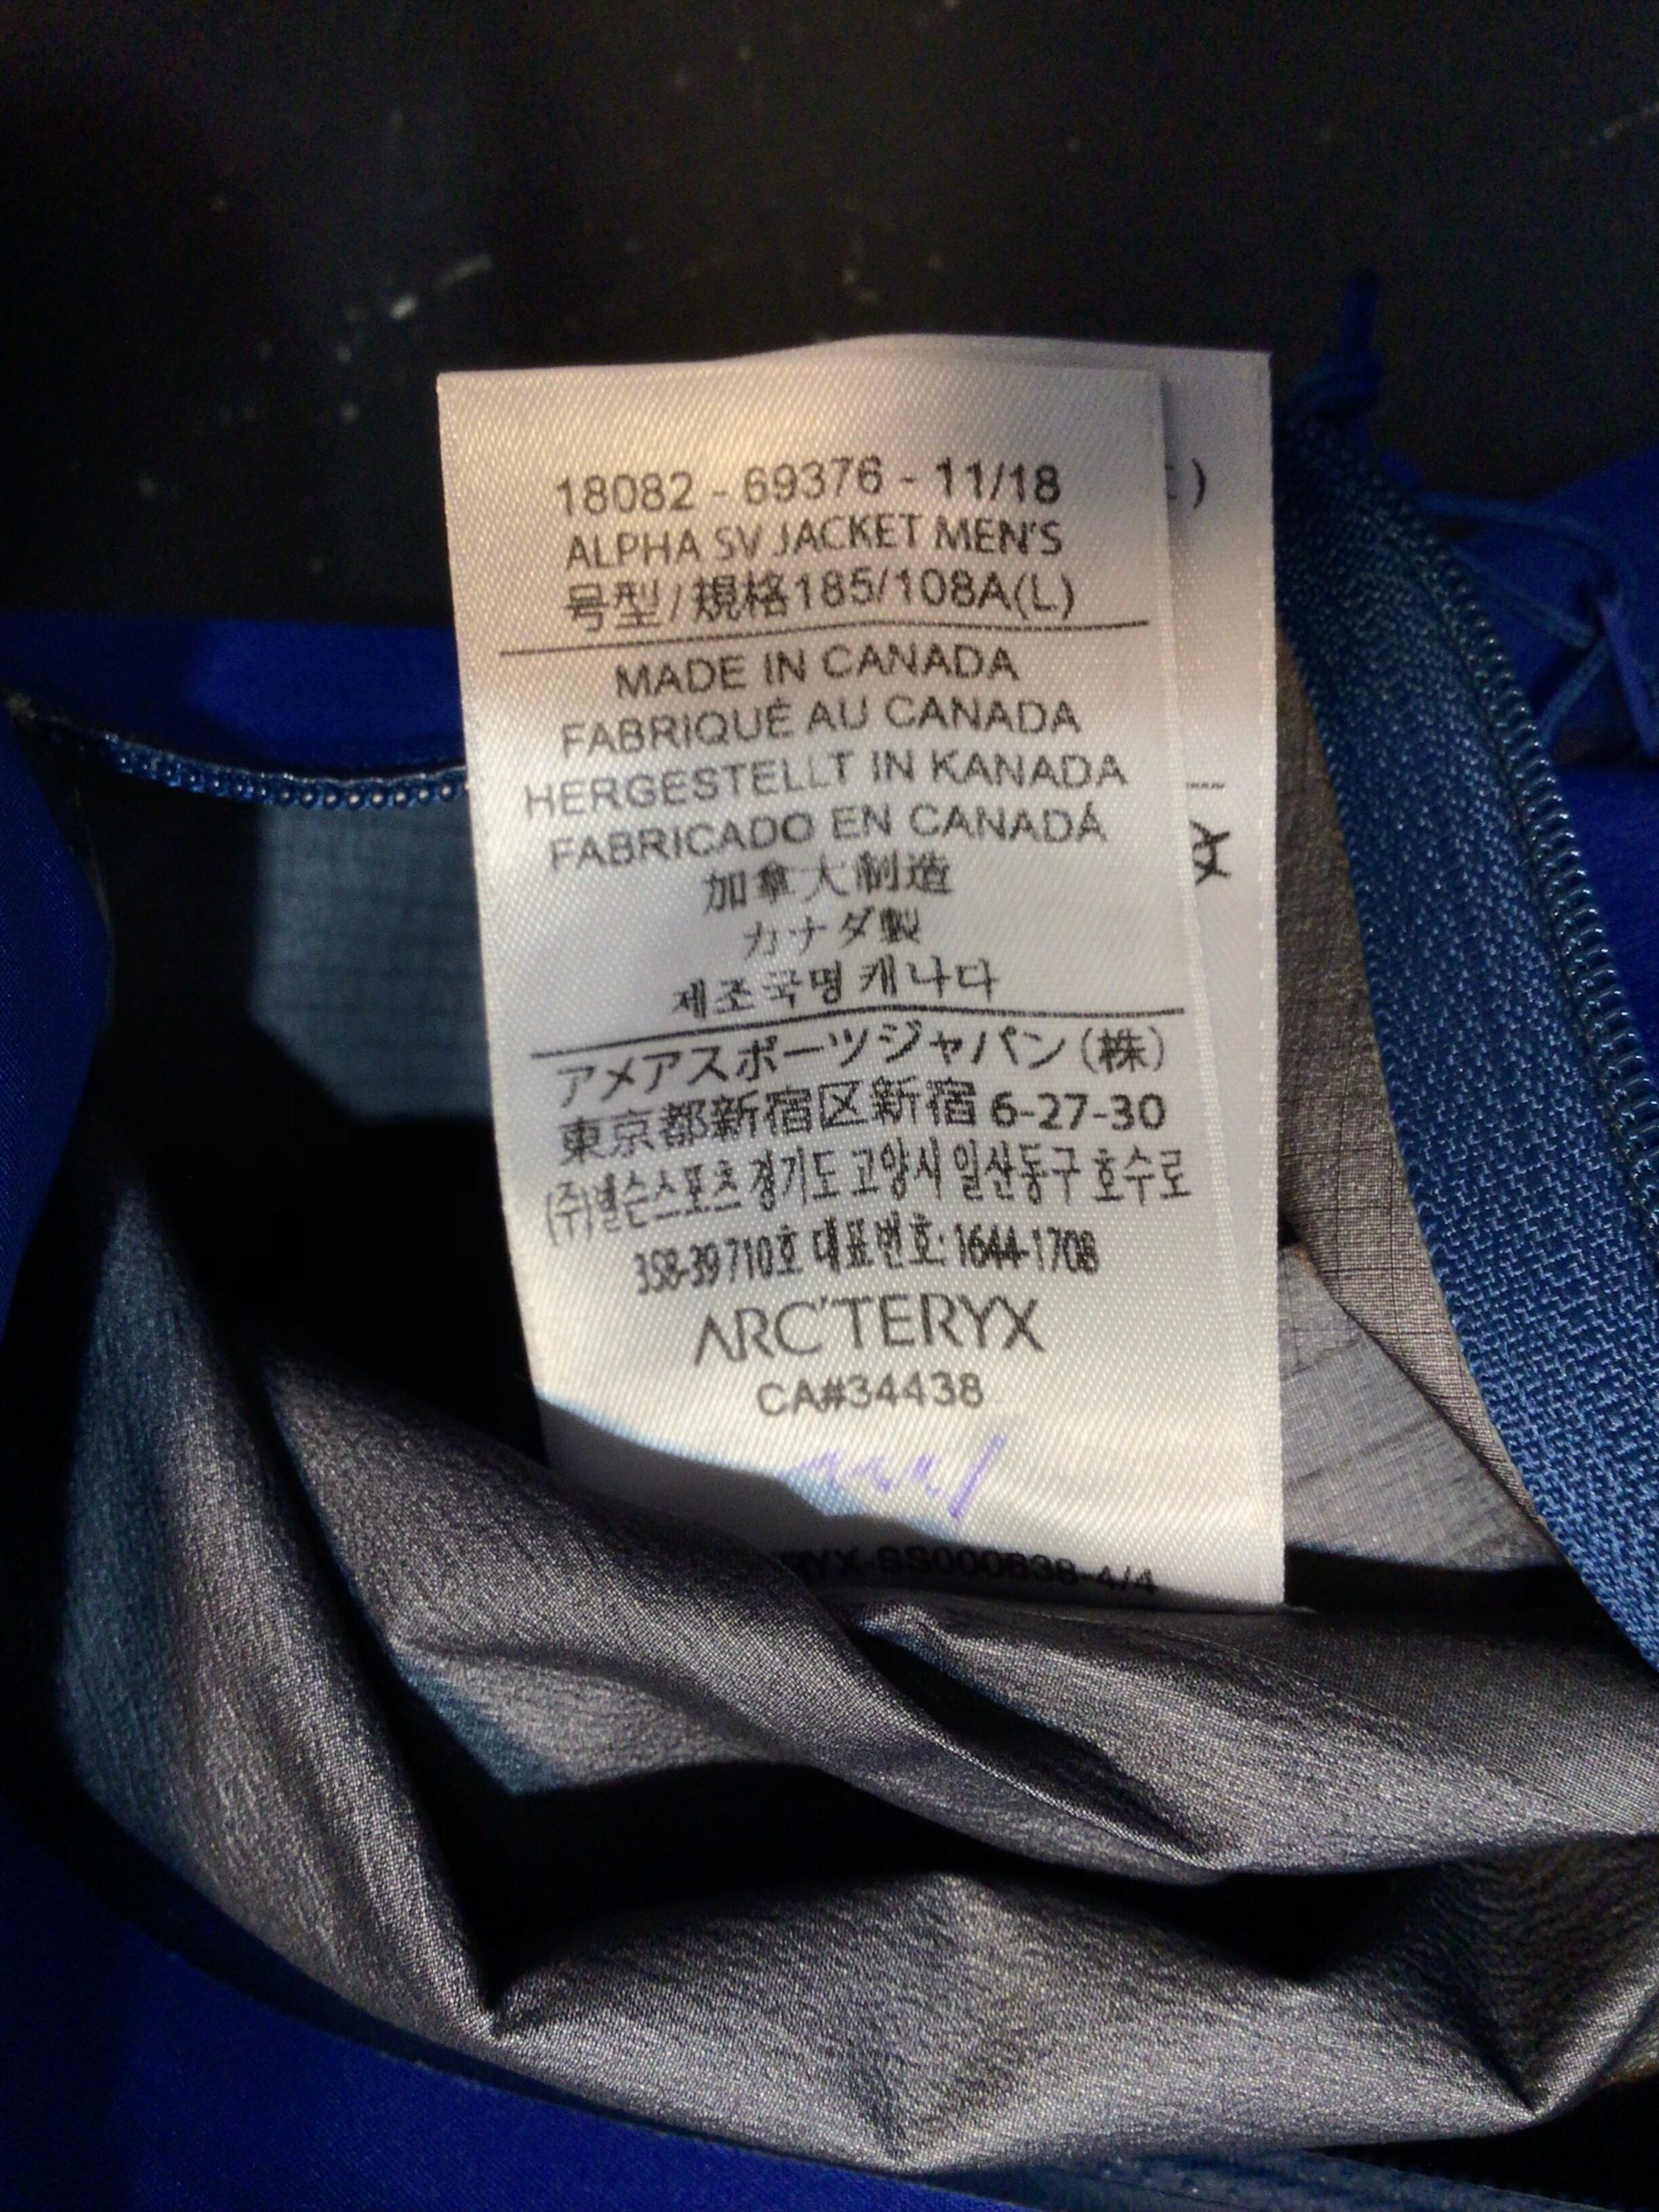 18082 - 69376 - 11/18
ALPHA SV JACKET MEN'S
号型/規格185/108A(L)
MADE IN CANADA
FABRIQUÉ AU CANADA
HERGESTELLT IN KANADA
FABRICADO EN CANADÁ
加拿大制造
カナダ製
제조국명 캐나다
アメアスポーツジャパン(株)
東京都新宿区新宿 6-27-30
(주)넬슨스포츠 경기도 고양시 일산동구 호수로
358-39 710호 대표번호: 1644-1708
ARC'TERYX
CA#34438
RYX-SS000638-4/4